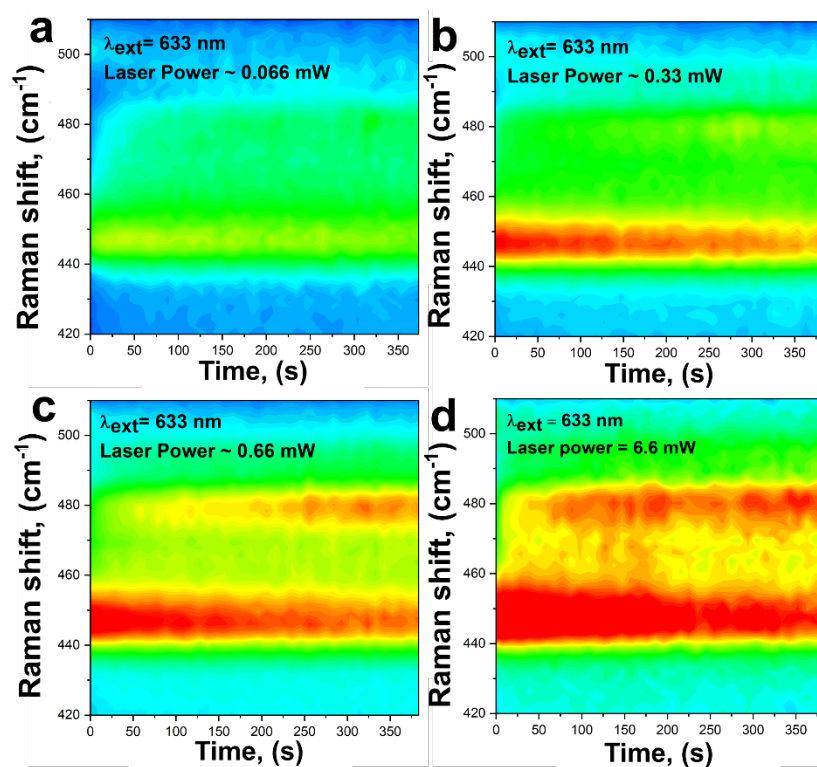 a
λext= 633 nm
Laser Power ~ 0.066 mW
Raman shift, (cm-1)
510
500
480
460
440
420
0 50 100 150 200 250 300 350
Time, (s)
b
λext= 633 nm
Laser Power ~ 0.33 mW
Raman shift, (cm-1)
510
500
480
460
440
420
0 50 100 150 200 250 300 350
Time, (s)
c
λext= 633 nm
Laser Power ~ 0.66 mW
Raman shift, (cm-1)
510
500
480
460
440
420
0 50 100 150 200 250 300 350
Time, (s)
d
λext = 633 nm
Laser power = 6.6 mW
Raman shift, (cm-1)
510
500
480
460
440
420
0 50 100 150 200 250 300 350
Time, (s)